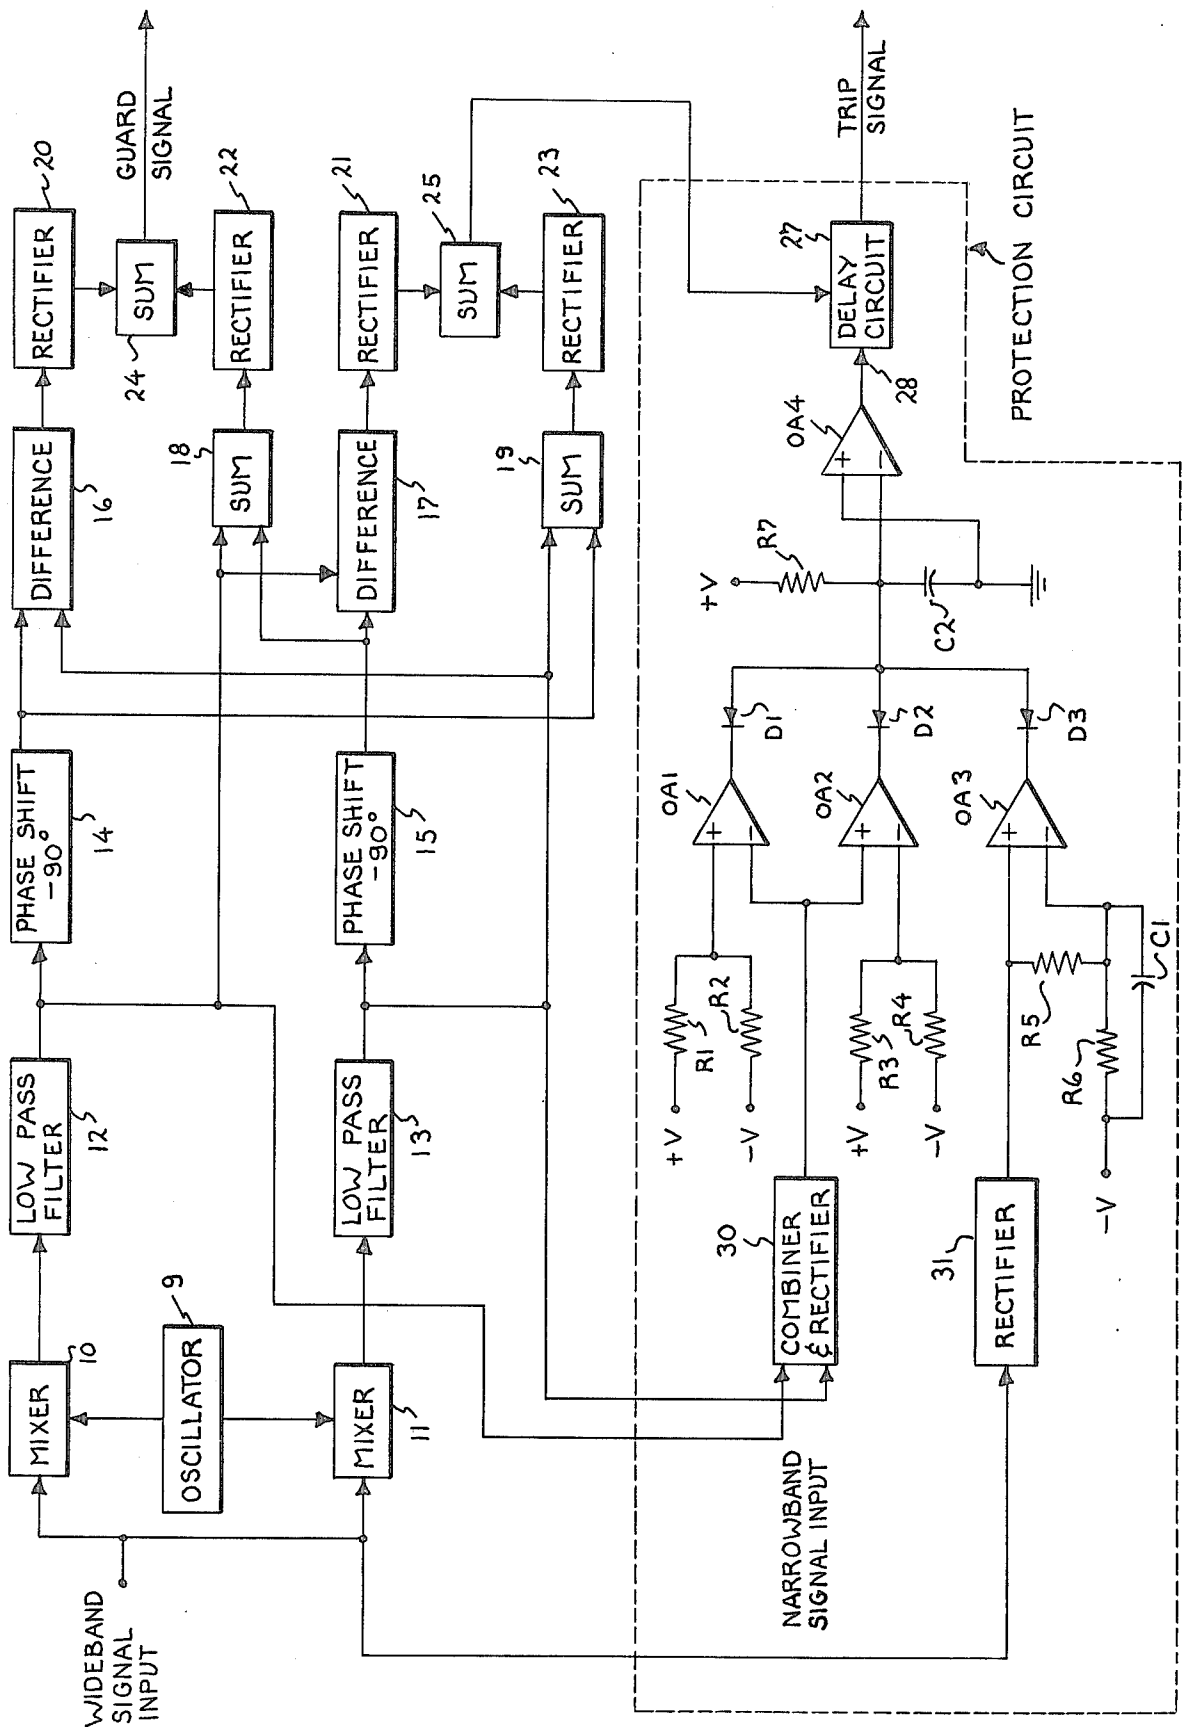 WIDEBAND
SIGNAL
INPUT
MIXER
10
OSCILLATOR
9
MIXER
11
LOW PASS
FILTER
12
LOW PASS
FILTER
13
PHASE SHIFT
-90°
14
PHASE SHIFT
-90°
15
DIFFERENCE
16
SUM
18
DIFFERENCE
17
SUM
19
RECTIFIER
20
SUM
24
RECTIFIER
22
RECTIFIER
21
SUM
25
RECTIFIER
23
GUARD
SIGNAL
NARROWBAND
SIGNAL INPUT
COMBINER
& RECTIFIER
30
RECTIFIER
31
+V
R1
-V
R2
+V
R3
-V
R4
-V
R6
R5
C1
+
-
OA1
+
-
OA2
+
-
OA3
D1
D2
D3
+V
R7
C2
+
-
OA4
28
DELAY
CIRCUIT
27
TRIP
SIGNAL
PROTECTION CIRCUIT